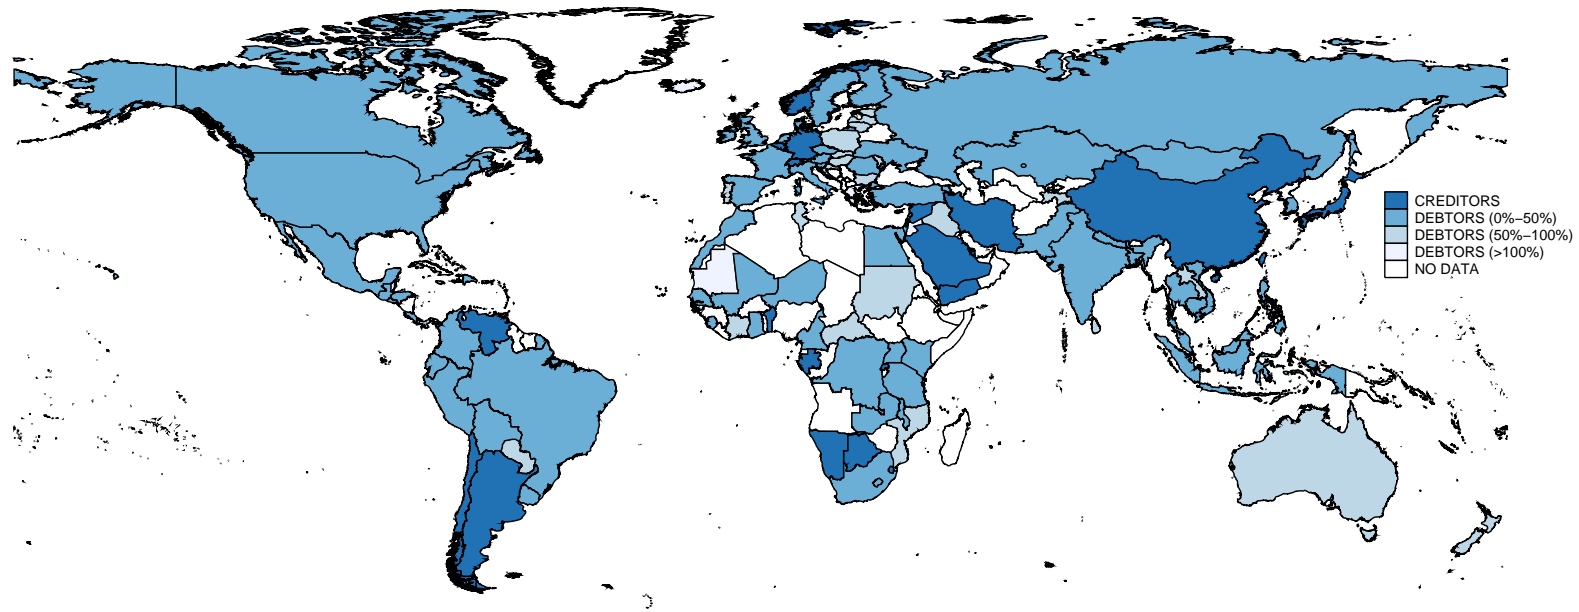 CREDITORS
DEBTORS (0%−50%)
DEBTORS (50%−100%)
DEBTORS (>100%)
NO DATA